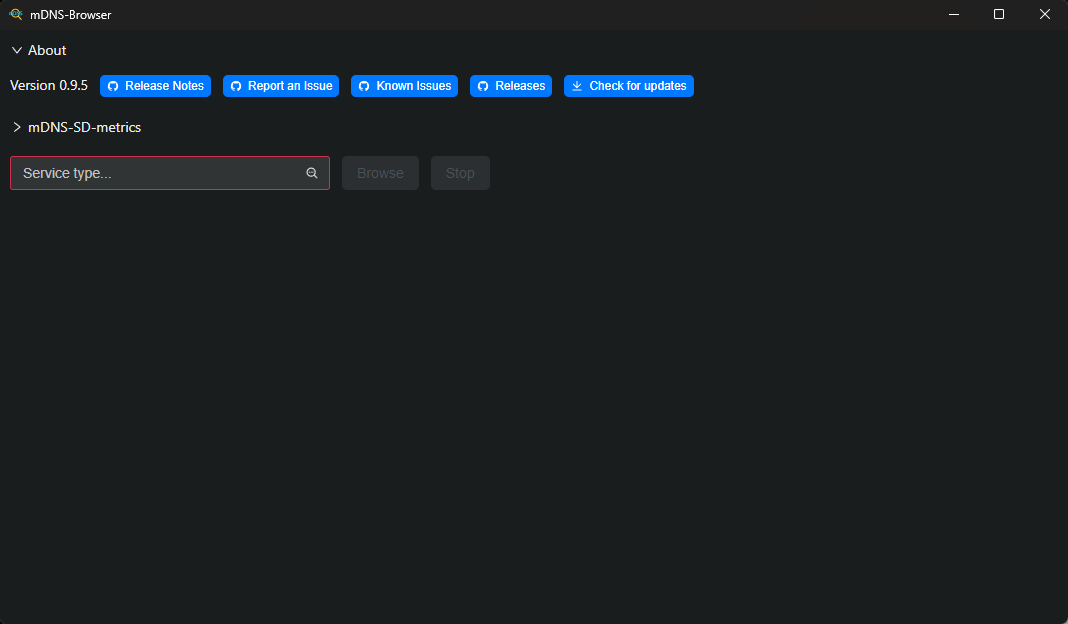 mDNS-Browser
About
Version 0.9.5 Release Notes Report an Issue Known Issues Releases Check for updates
mDNS-SD-metrics
Service type... Browse Stop